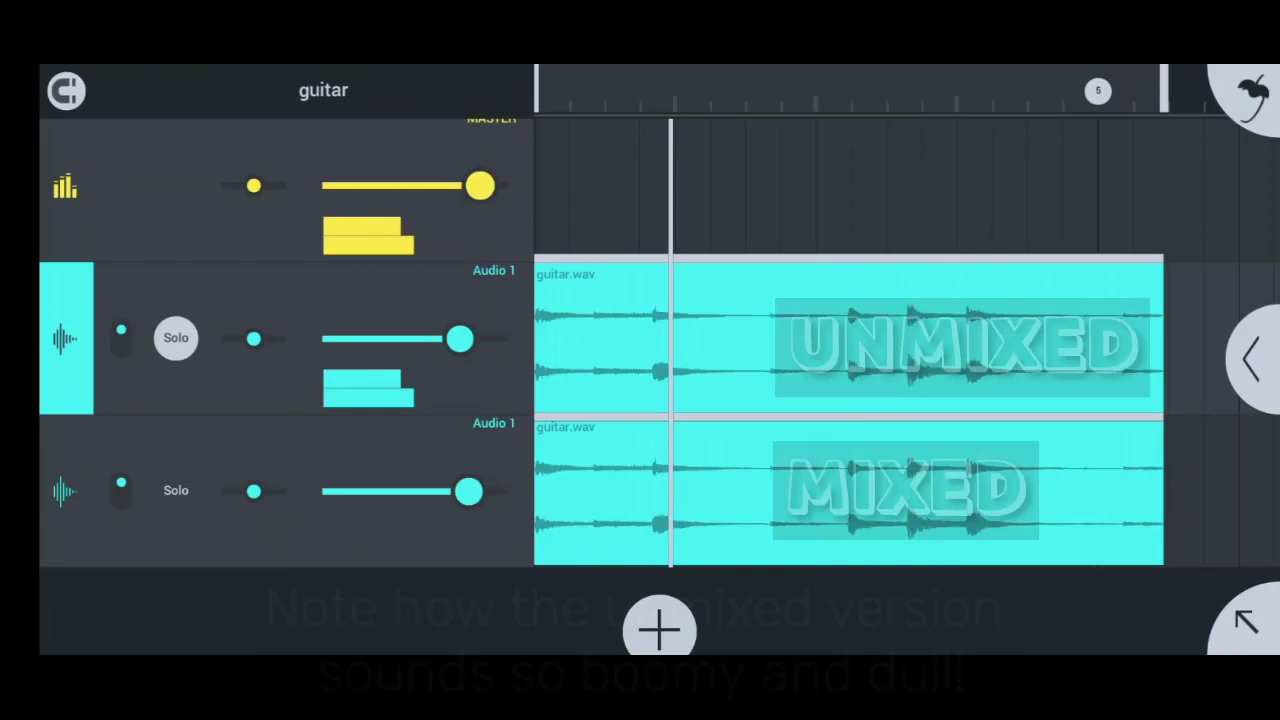 guitar
5
MASTER
Audio 1
guitar.wav
UNMIXED
Solo
Audio 1
guitar.wav
MIXED
Solo
Note how the unmixed version
sounds so boomy and dull!